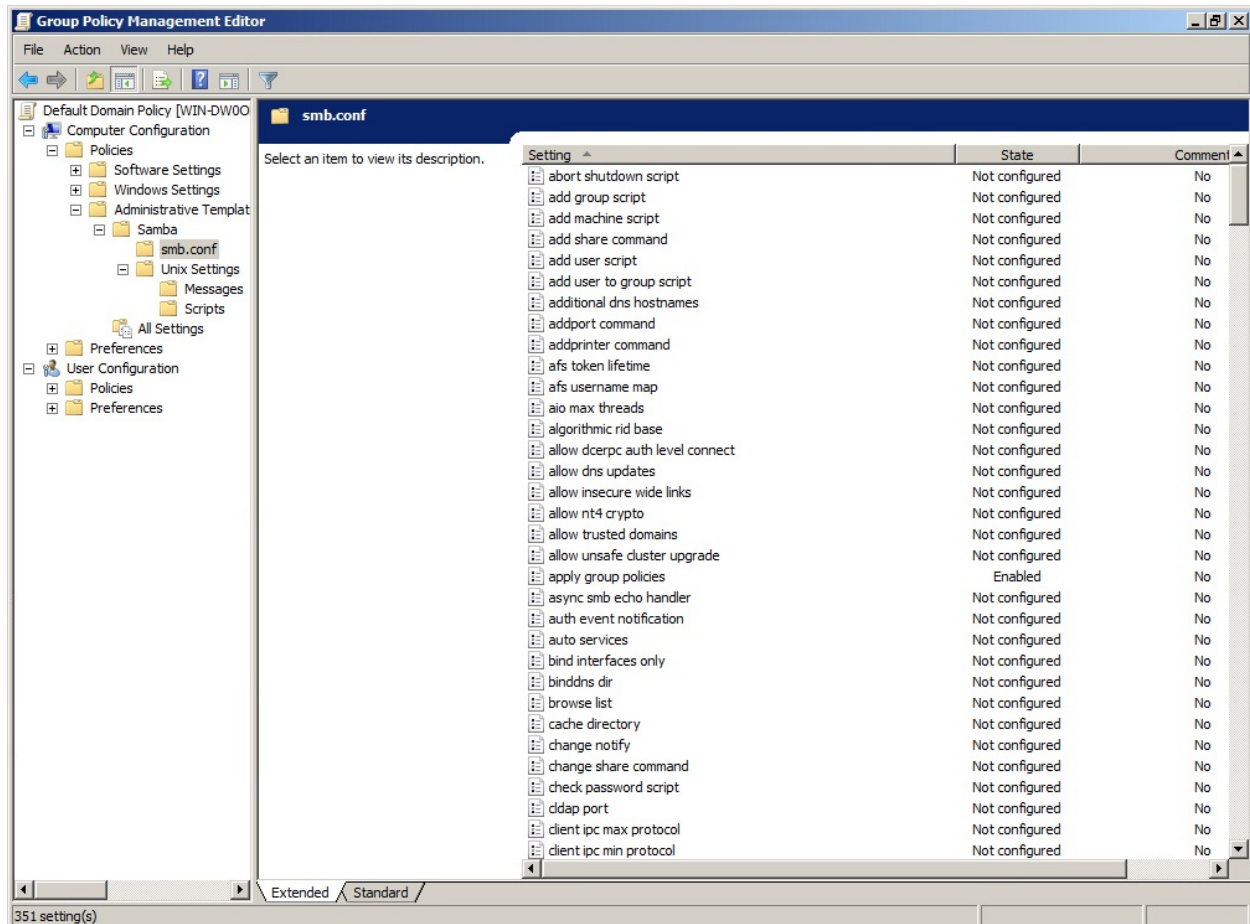 Group Policy Management Editor
File Action View Help
Default Domain Policy [WIN-DW0O
Computer Configuration
Policies
Software Settings
Windows Settings
Administrative Templat
Samba
smb.conf
Unix Settings
Messages
Scripts
All Settings
Preferences
User Configuration
Policies
Preferences
smb.conf
Select an item to view its description.
Setting State Comment
abort shutdown script Not configured No
add group script Not configured No
add machine script Not configured No
add share command Not configured No
add user script Not configured No
add user to group script Not configured No
additional dns hostnames Not configured No
addport command Not configured No
addprinter command Not configured No
afs token lifetime Not configured No
afs username map Not configured No
aio max threads Not configured No
algorithmic rid base Not configured No
allow dcerpc auth level connect Not configured No
allow dns updates Not configured No
allow insecure wide links Not configured No
allow nt4 crypto Not configured No
allow trusted domains Not configured No
allow unsafe cluster upgrade Not configured No
apply group policies Enabled No
async smb echo handler Not configured No
auth event notification Not configured No
auto services Not configured No
bind interfaces only Not configured No
binddns dir Not configured No
browse list Not configured No
cache directory Not configured No
change notify Not configured No
change share command Not configured No
check password script Not configured No
cldap port Not configured No
client ipc max protocol Not configured No
client ipc min protocol Not configured No
Extended Standard
351 setting(s)